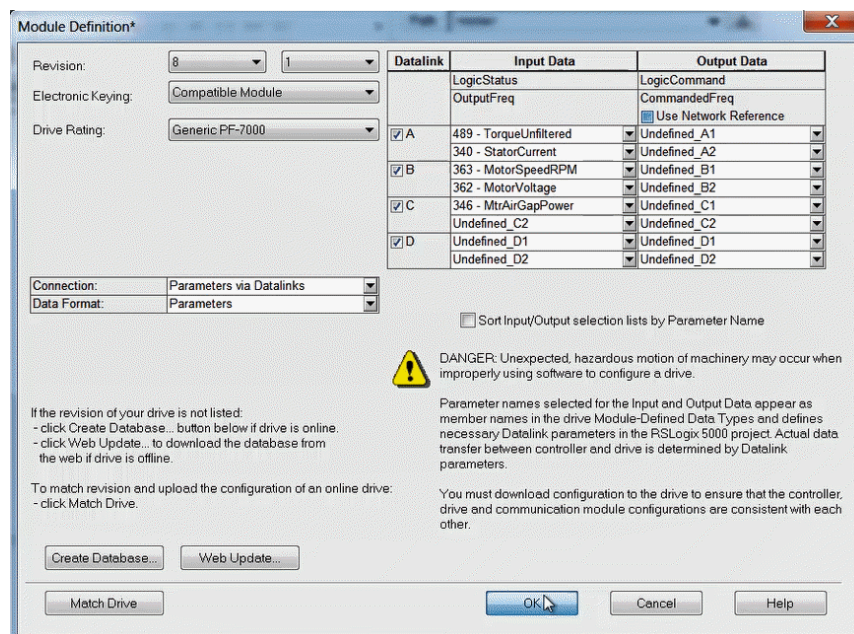 Module Definition*
Revision: 8 1
Electronic Keying: Compatible Module
Drive Rating: Generic PF-7000
Datalink Input Data Output Data
LogicStatus LogicCommand
OutputFreq CommandedFreq
Use Network Reference
A 489 - TorqueUnfiltered Undefined_A1
340 - StatorCurrent Undefined_A2
B 363 - MotorSpeedRPM Undefined_B1
362 - MotorVoltage Undefined_B2
C 346 - MtrAirGapPower Undefined_C1
Undefined_C2 Undefined_C2
D Undefined_D1 Undefined_D1
Undefined_D2 Undefined_D2
Connection: Parameters via Datalinks
Data Format: Parameters
Sort Input/Output selection lists by Parameter Name
DANGER: Unexpected, hazardous motion of machinery may occur when
improperly using software to configure a drive.
Parameter names selected for the Input and Output Data appear as
member names in the drive Module-Defined Data Types and defines
necessary Datalink parameters in the RSLogix 5000 project. Actual data
transfer between controller and drive is determined by Datalink
parameters.
You must download configuration to the drive to ensure that the controller,
drive and communication module configurations are consistent with each
other.
If the revision of your drive is not listed:
- click Create Database... button below if drive is online.
- click Web Update... to download the database from
the web if drive is offline.
To match revision and upload the configuration of an online drive:
- click Match Drive.
Create Database... Web Update...
Match Drive OK Cancel Help